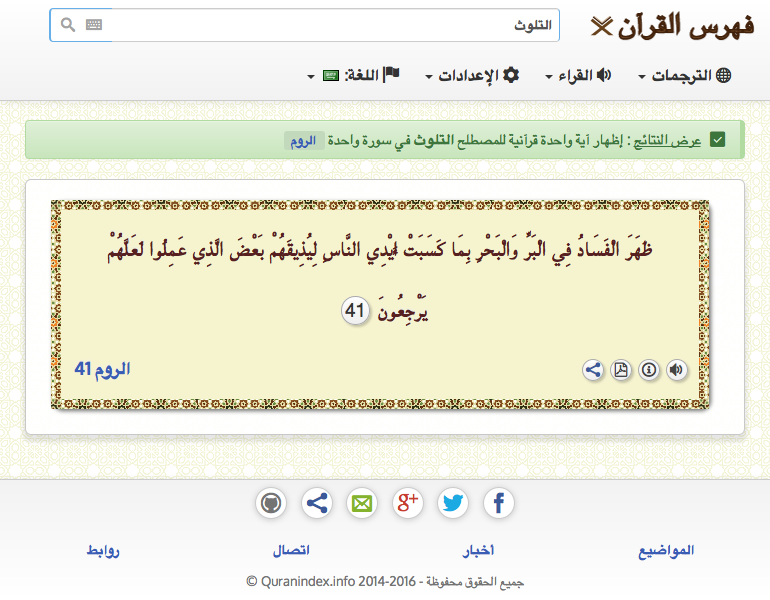 فهرس القرآن
التلوث
الترجمات
القراء
الإعدادات
اللغة:
عرض النتائج : إظهار آية واحدة قرآنية للمصطلح التلوث في سورة واحدة الروم
ظَهَرَ الْفَسَادُ فِي الْبَرِّ وَالْبَحْرِ بِمَا كَسَبَتْ أَيْدِي النَّاسِ لِيُذِيقَهُمْ بَعْضَ الَّذِي عَمِلُوا لَعَلَّهُمْ
يَرْجِعُونَ 41
الروم 41
المواضيع
أخبار
اتصال
روابط
جميع الحقوق محفوظة - Quranindex.info 2014-2016 ©